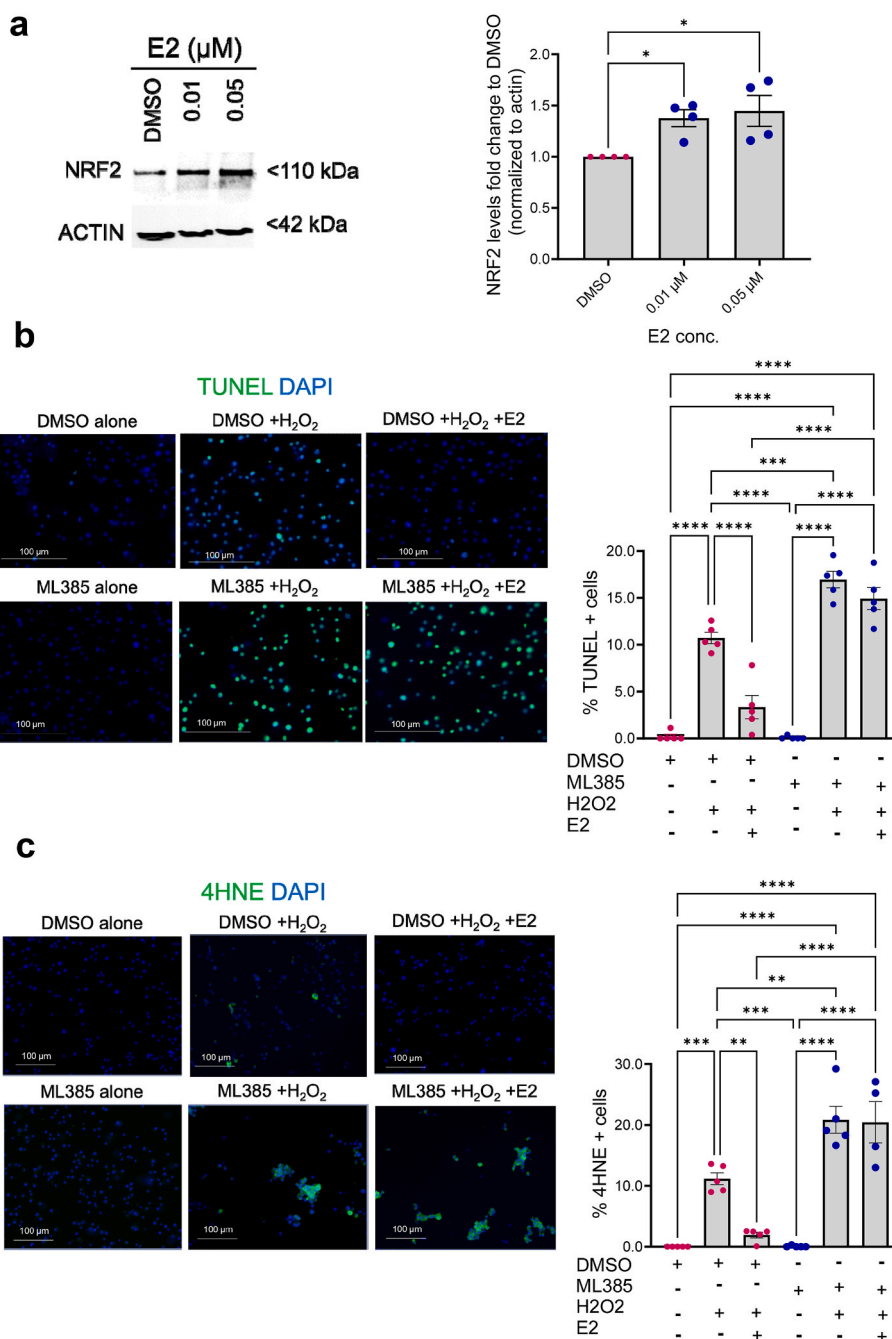 a
E2 (µM)
DMSO
0.01
0.05
NRF2
<110 kDa
ACTIN
<42 kDa
NRF2 levels fold change to DMSO
(normalized to actin)
2.0
1.5
1.0
0.5
0.0
*
*
DMSO
0.01 µM
0.05 µM
E2 conc.
b
TUNEL DAPI
DMSO alone
DMSO +H₂O₂
DMSO +H₂O₂ +E2
100 µm
100 µm
100 µm
ML385 alone
ML385 +H₂O₂
ML385 +H₂O₂ +E2
100 µm
100 µm
100 µm
****
****
****
***
**** ****
**** **** ****
% TUNEL + cells
20.0
15.0
10.0
5.0
0.0
DMSO + + + - - -
ML385 - - - + + +
H2O2 - + + - + +
E2 - - + - - +
c
4HNE DAPI
DMSO alone
DMSO +H₂O₂
DMSO +H₂O₂ +E2
100 µm
100 µm
100 µm
ML385 alone
ML385 +H₂O₂
ML385 +H₂O₂ +E2
100 µm
100 µm
100 µm
****
****
****
**
*** ****
*** ** ****
% 4HNE + cells
30.0
20.0
10.0
0.0
DMSO + + + - - -
ML385 - - - + + +
H2O2 - + + - + +
E2 - - + - - +